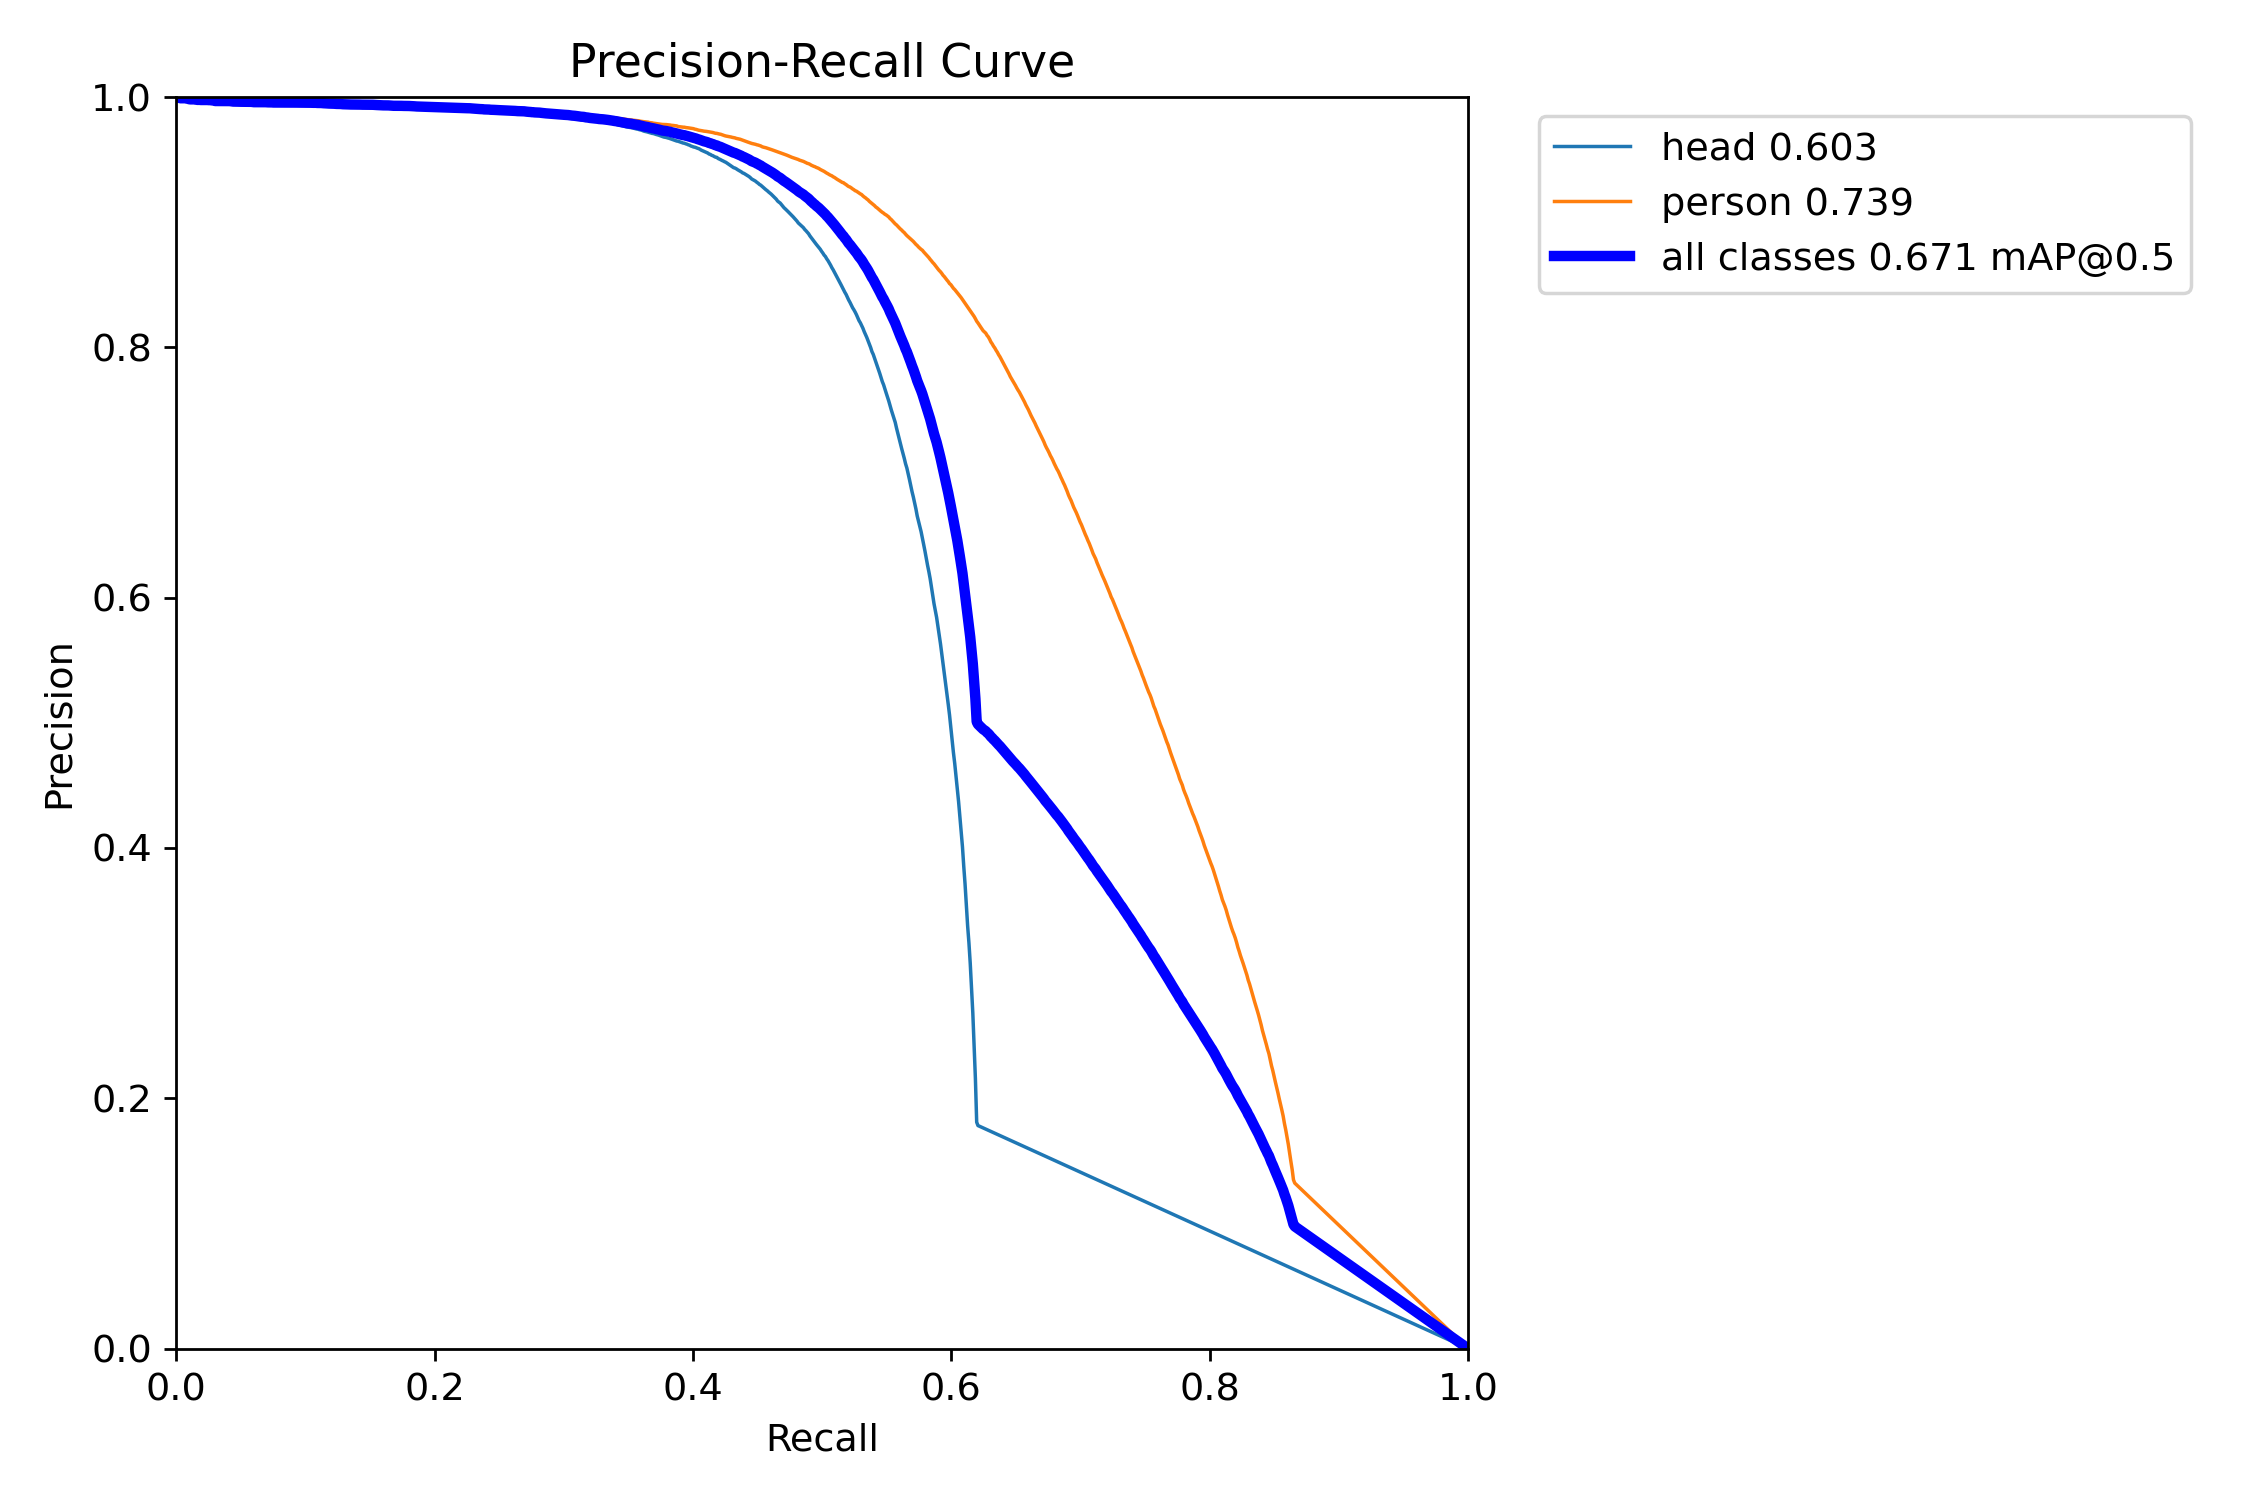 Precision-Recall Curve
1.0
0.8
0.6
0.4
0.2
0.0
Precision
0.0 0.2 0.4 0.6 0.8 1.0
Recall
head 0.603
person 0.739
all classes 0.671 mAP@0.5